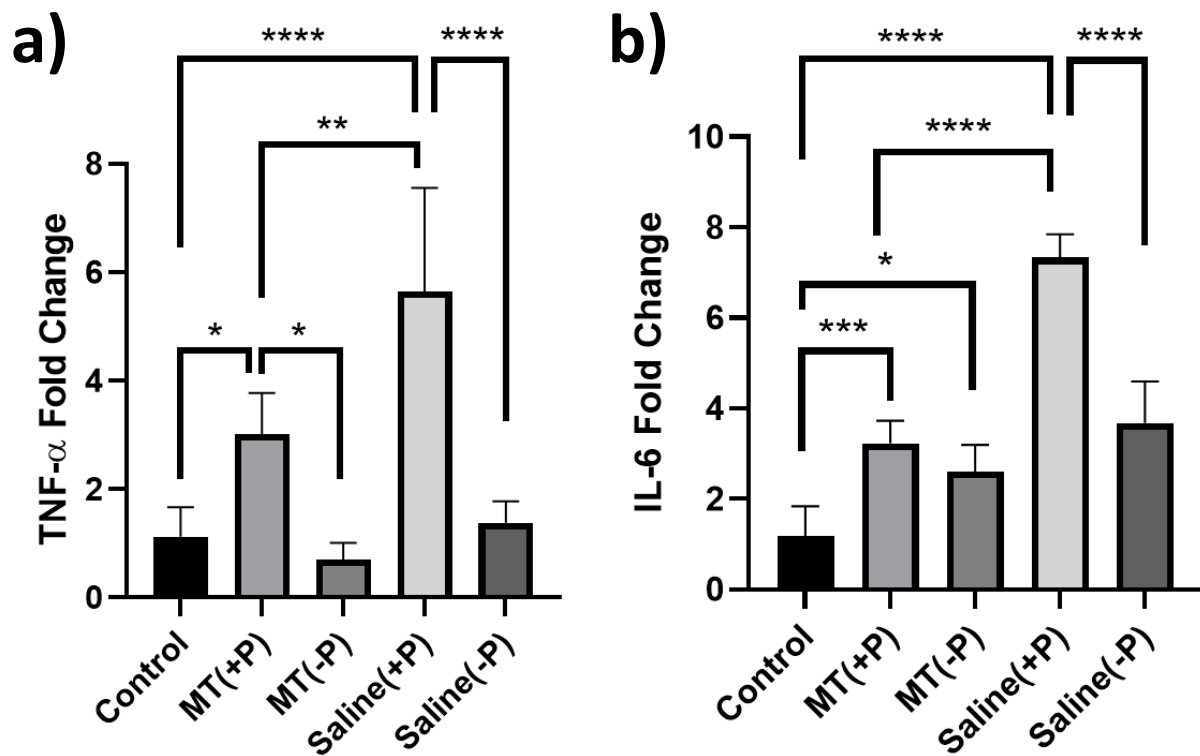 a)
**** ****
**
* *
8
6
4
2
0
TNF-α Fold Change
Control
MT(+P)
MT(-P)
Saline(+P)
Saline(-P)
b)
**** ****
****
*
***
10
8
6
4
2
0
IL-6 Fold Change
Control
MT(+P)
MT(-P)
Saline(+P)
Saline(-P)